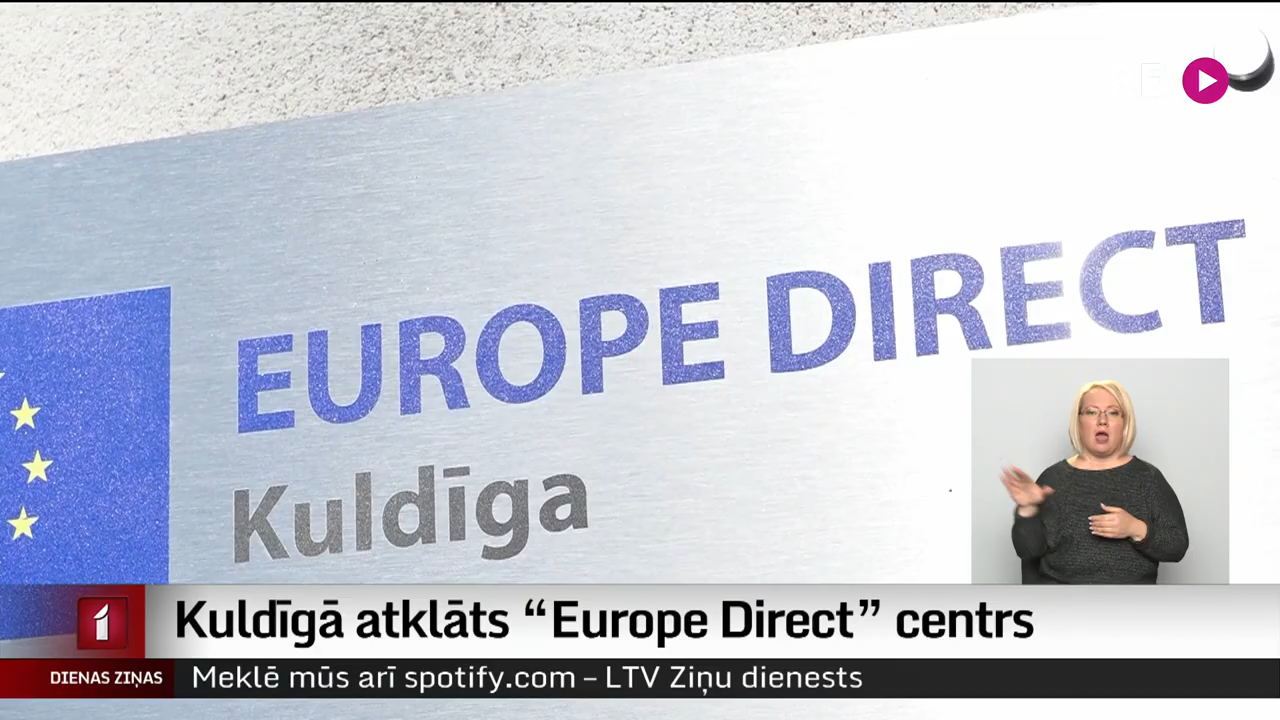 EUROPE DIRECT
Kuldīga
1
Kuldīgā atklāts “Europe Direct” centrs
DIENAS ZIŅAS
Meklē mūs arī spotify.com – LTV Ziņu dienests